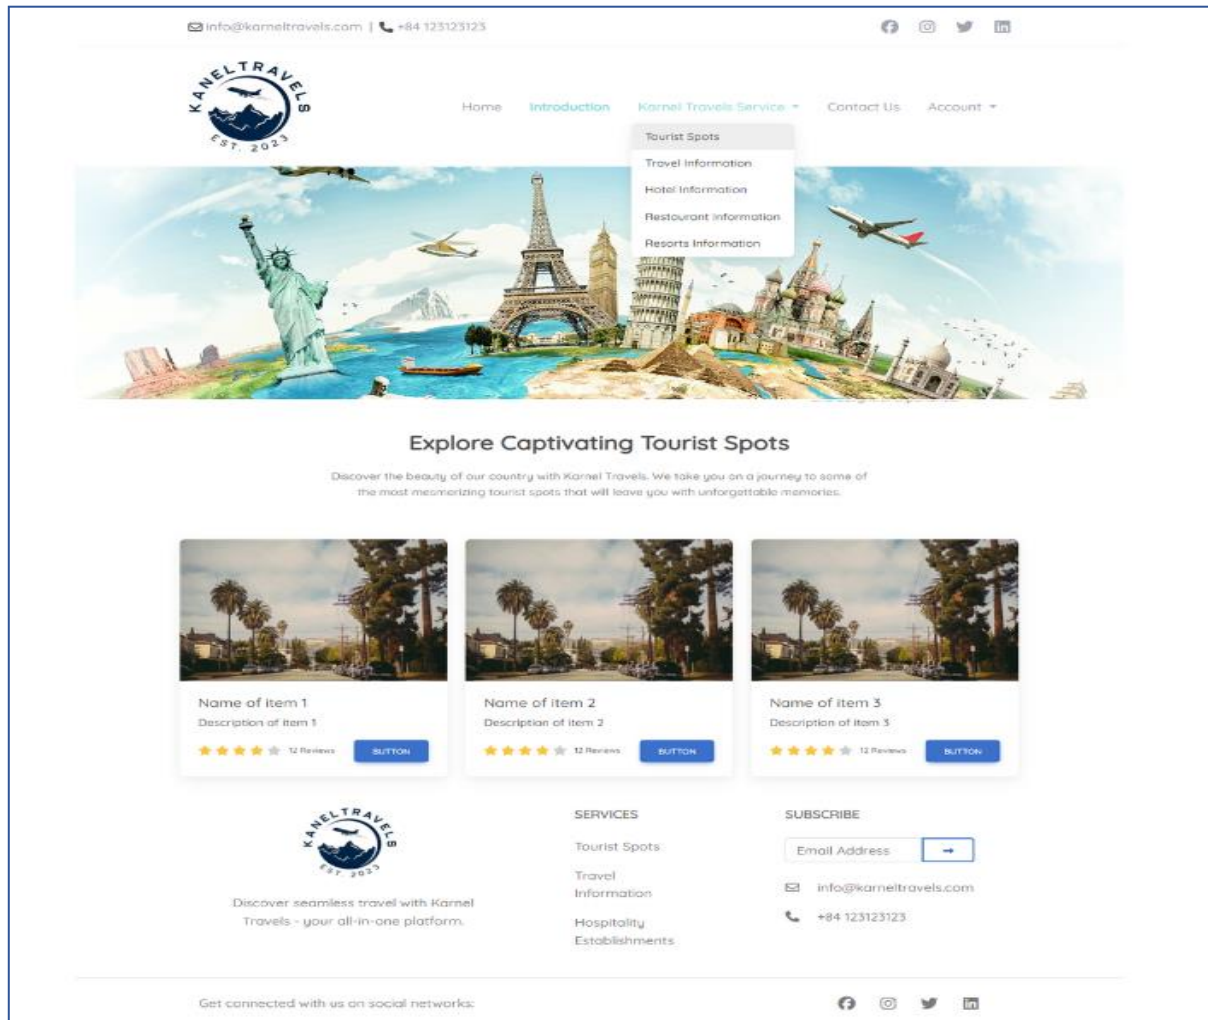 info@karneltravels.com | +84 123123123
KANELTRAVELS
EST. 2023
Home Introduction Karnel Travels Service Contact Us Account
Tourist Spots
Travel Information
Hotel Information
Restaurant Information
Resorts Information
Explore Captivating Tourist Spots
Discover the beauty of our country with Karnel Travels. We take you on a journey to some of
the most mesmerizing tourist spots that will leave you with unforgettable memories.
Name of item 1
Description of item 1
12 Reviews BUTTON
Name of item 2
Description of item 2
12 Reviews BUTTON
Name of item 3
Description of item 3
12 Reviews BUTTON
KANELTRAVELS
EST. 2023
Discover seamless travel with Karnel
Travels - your all-in-one platform.
SERVICES
Tourist Spots
Travel
Information
Hospitality
Establishments
SUBSCRIBE
Email Address
info@karneltravels.com
+84 123123123
Get connected with us on social networks: